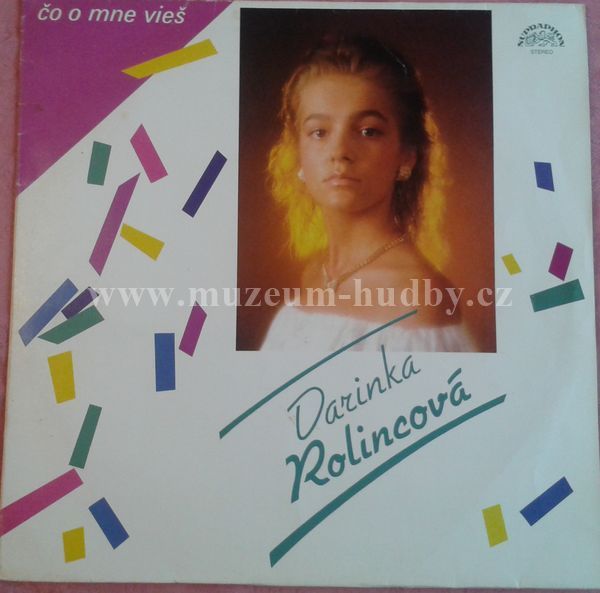 čo o mne vieš
SUPRAPHON
STEREO
www.muzeum-hudby.cz
Darinka
Rolincová